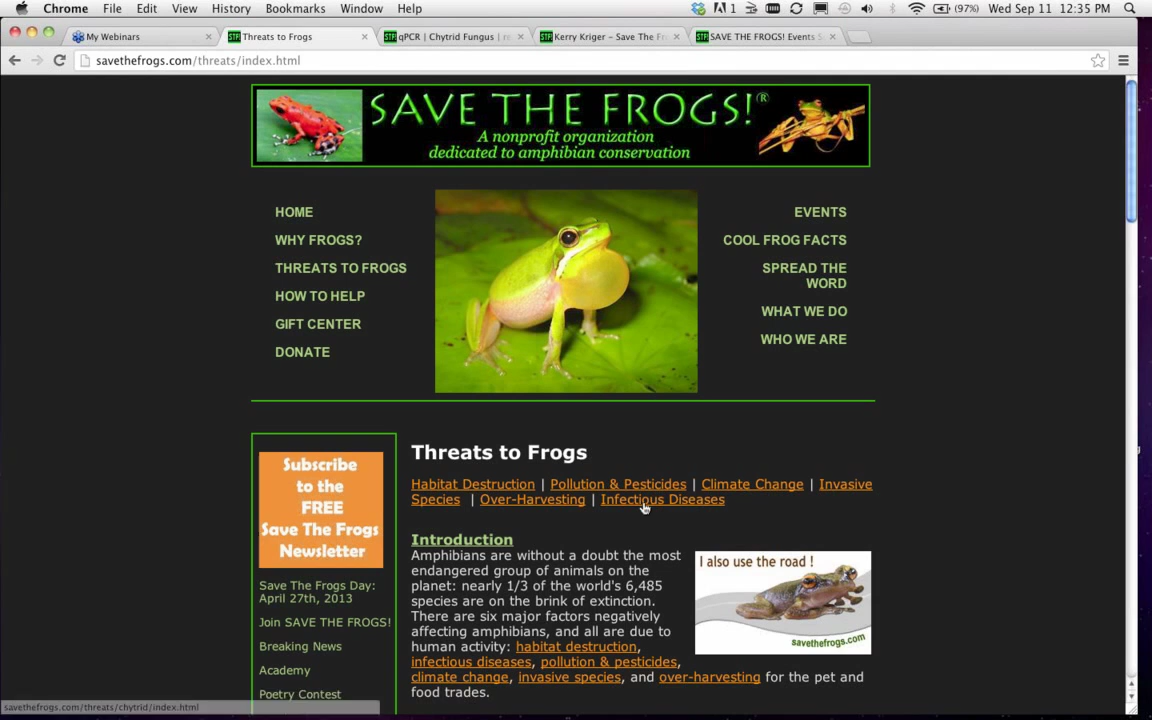 Chrome File Edit View History Bookmarks Window Help 1 (97%) Wed Sep 11 12:35 PM
My Webinars Threats to Frogs qPCR | Chytrid Fungus | Kerry Kriger – Save The Fr SAVE THE FROGS! Events
savethefrogs.com/threats/index.html
SAVE THE FROGS!®
A nonprofit organization
dedicated to amphibian conservation
HOME
WHY FROGS?
THREATS TO FROGS
HOW TO HELP
GIFT CENTER
DONATE
EVENTS
COOL FROG FACTS
SPREAD THE
WORD
WHAT WE DO
WHO WE ARE
Subscribe
to the
FREE
Save The Frogs
Newsletter
Save The Frogs Day:
April 27th, 2013
Join SAVE THE FROGS!
Breaking News
Academy
Poetry Contest
Threats to Frogs
Habitat Destruction | Pollution & Pesticides | Climate Change | Invasive
Species | Over-Harvesting | Infectious Diseases
Introduction
Amphibians are without a doubt the most
endangered group of animals on the
planet: nearly 1/3 of the world's 6,485
species are on the brink of extinction.
There are six major factors negatively
affecting amphibians, and all are due to
human activity: habitat destruction,
infectious diseases, pollution & pesticides,
climate change, invasive species, and over-harvesting for the pet and
food trades.
I also use the road !
savethefrogs.com
savethefrogs.com/threats/chytrid/index.html